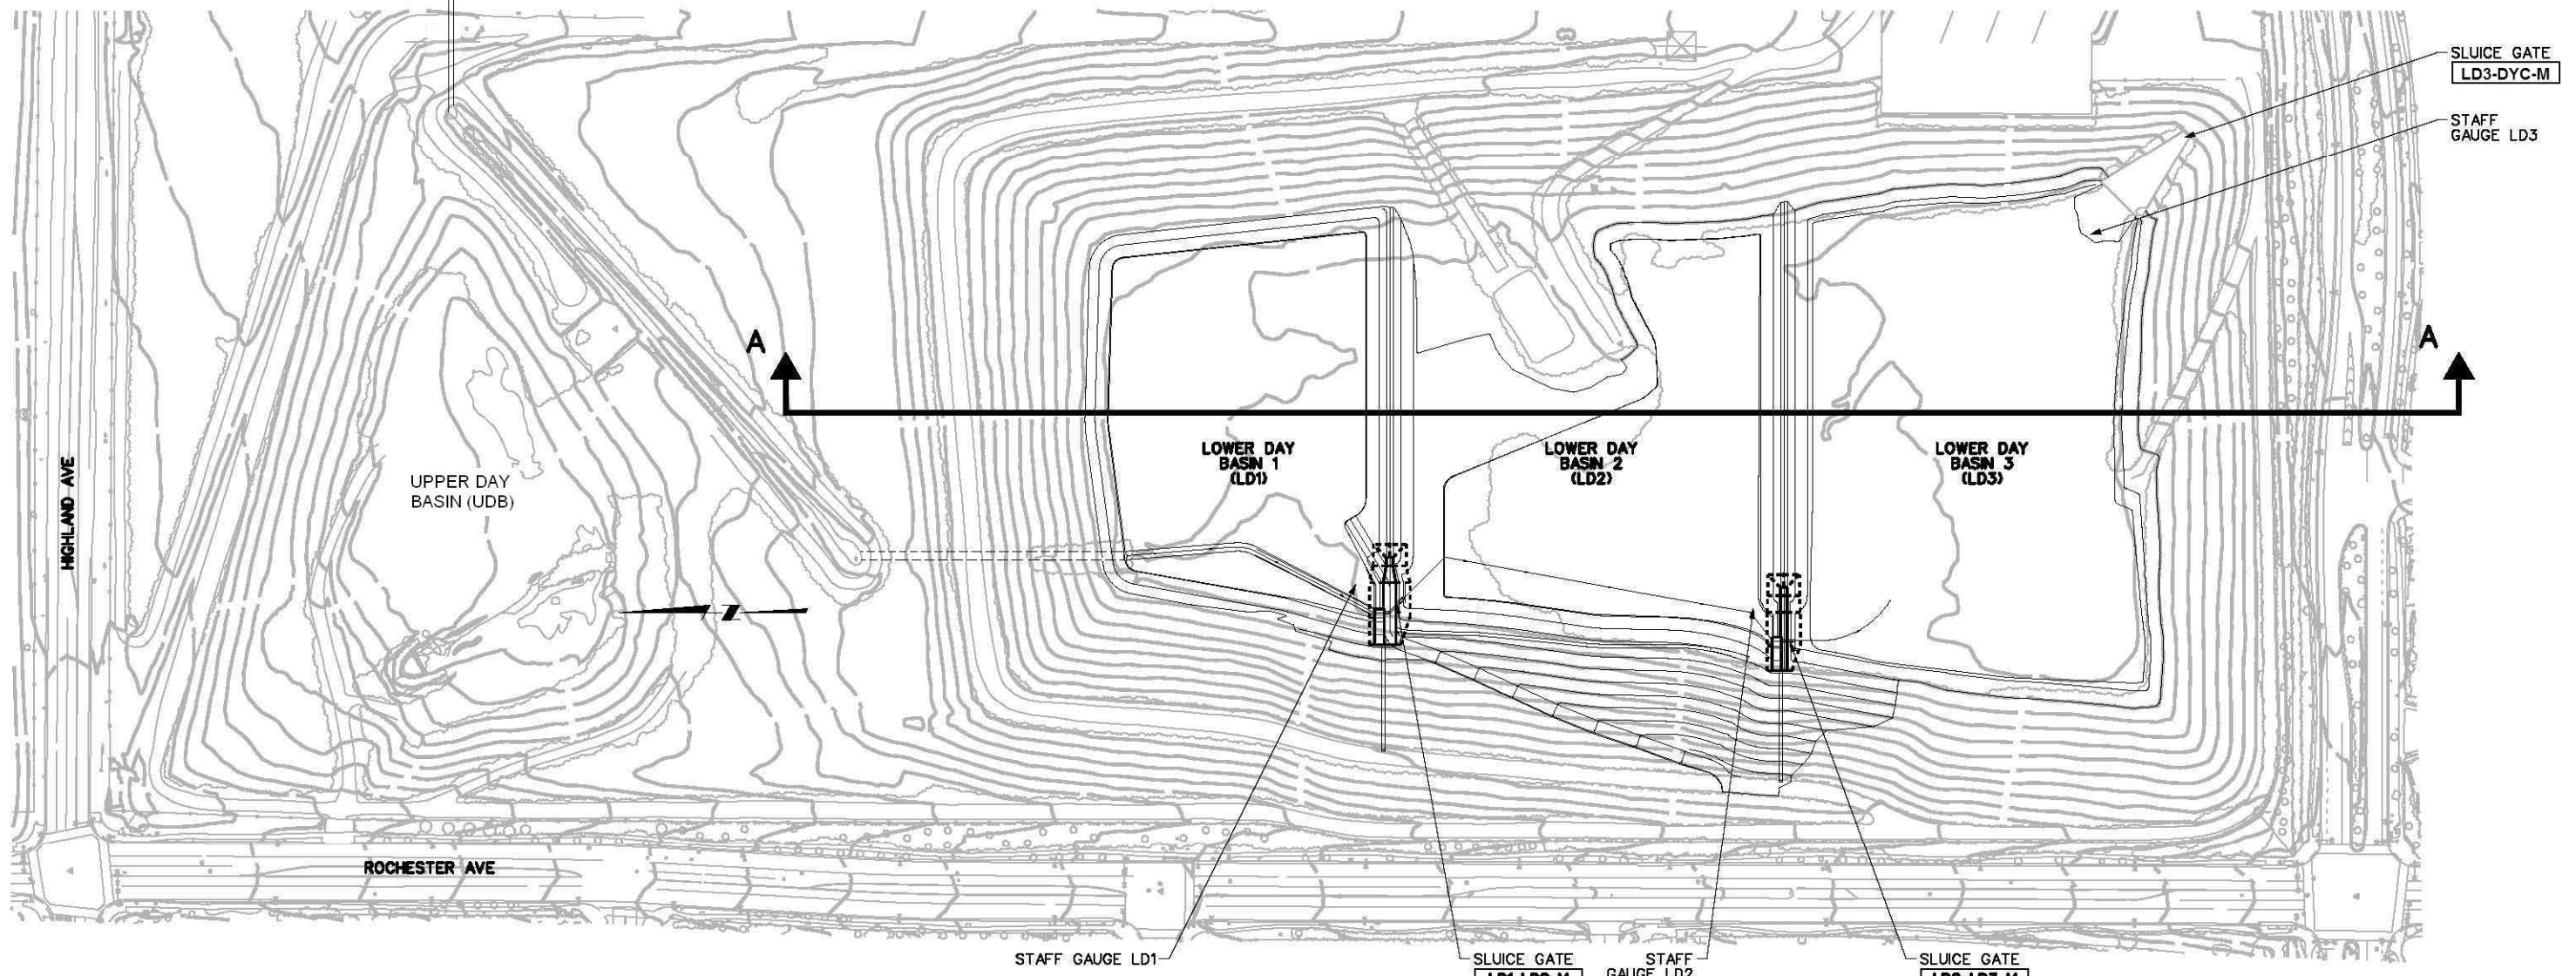 SLUICE GATE
LD3-DYC-M
STAFF
GAUGE LD3
A
A
LOWER DAY
BASIN 1
(LD1)
LOWER DAY
BASIN 2
(LD2)
LOWER DAY
BASIN 3
(LD3)
UPPER DAY
BASIN (UDB)
HIGHLAND AVE
Z
ROCHESTER AVE
STAFF GAUGE LD1
SLUICE GATE
STAFF
GAUGE LD2
SLUICE GATE